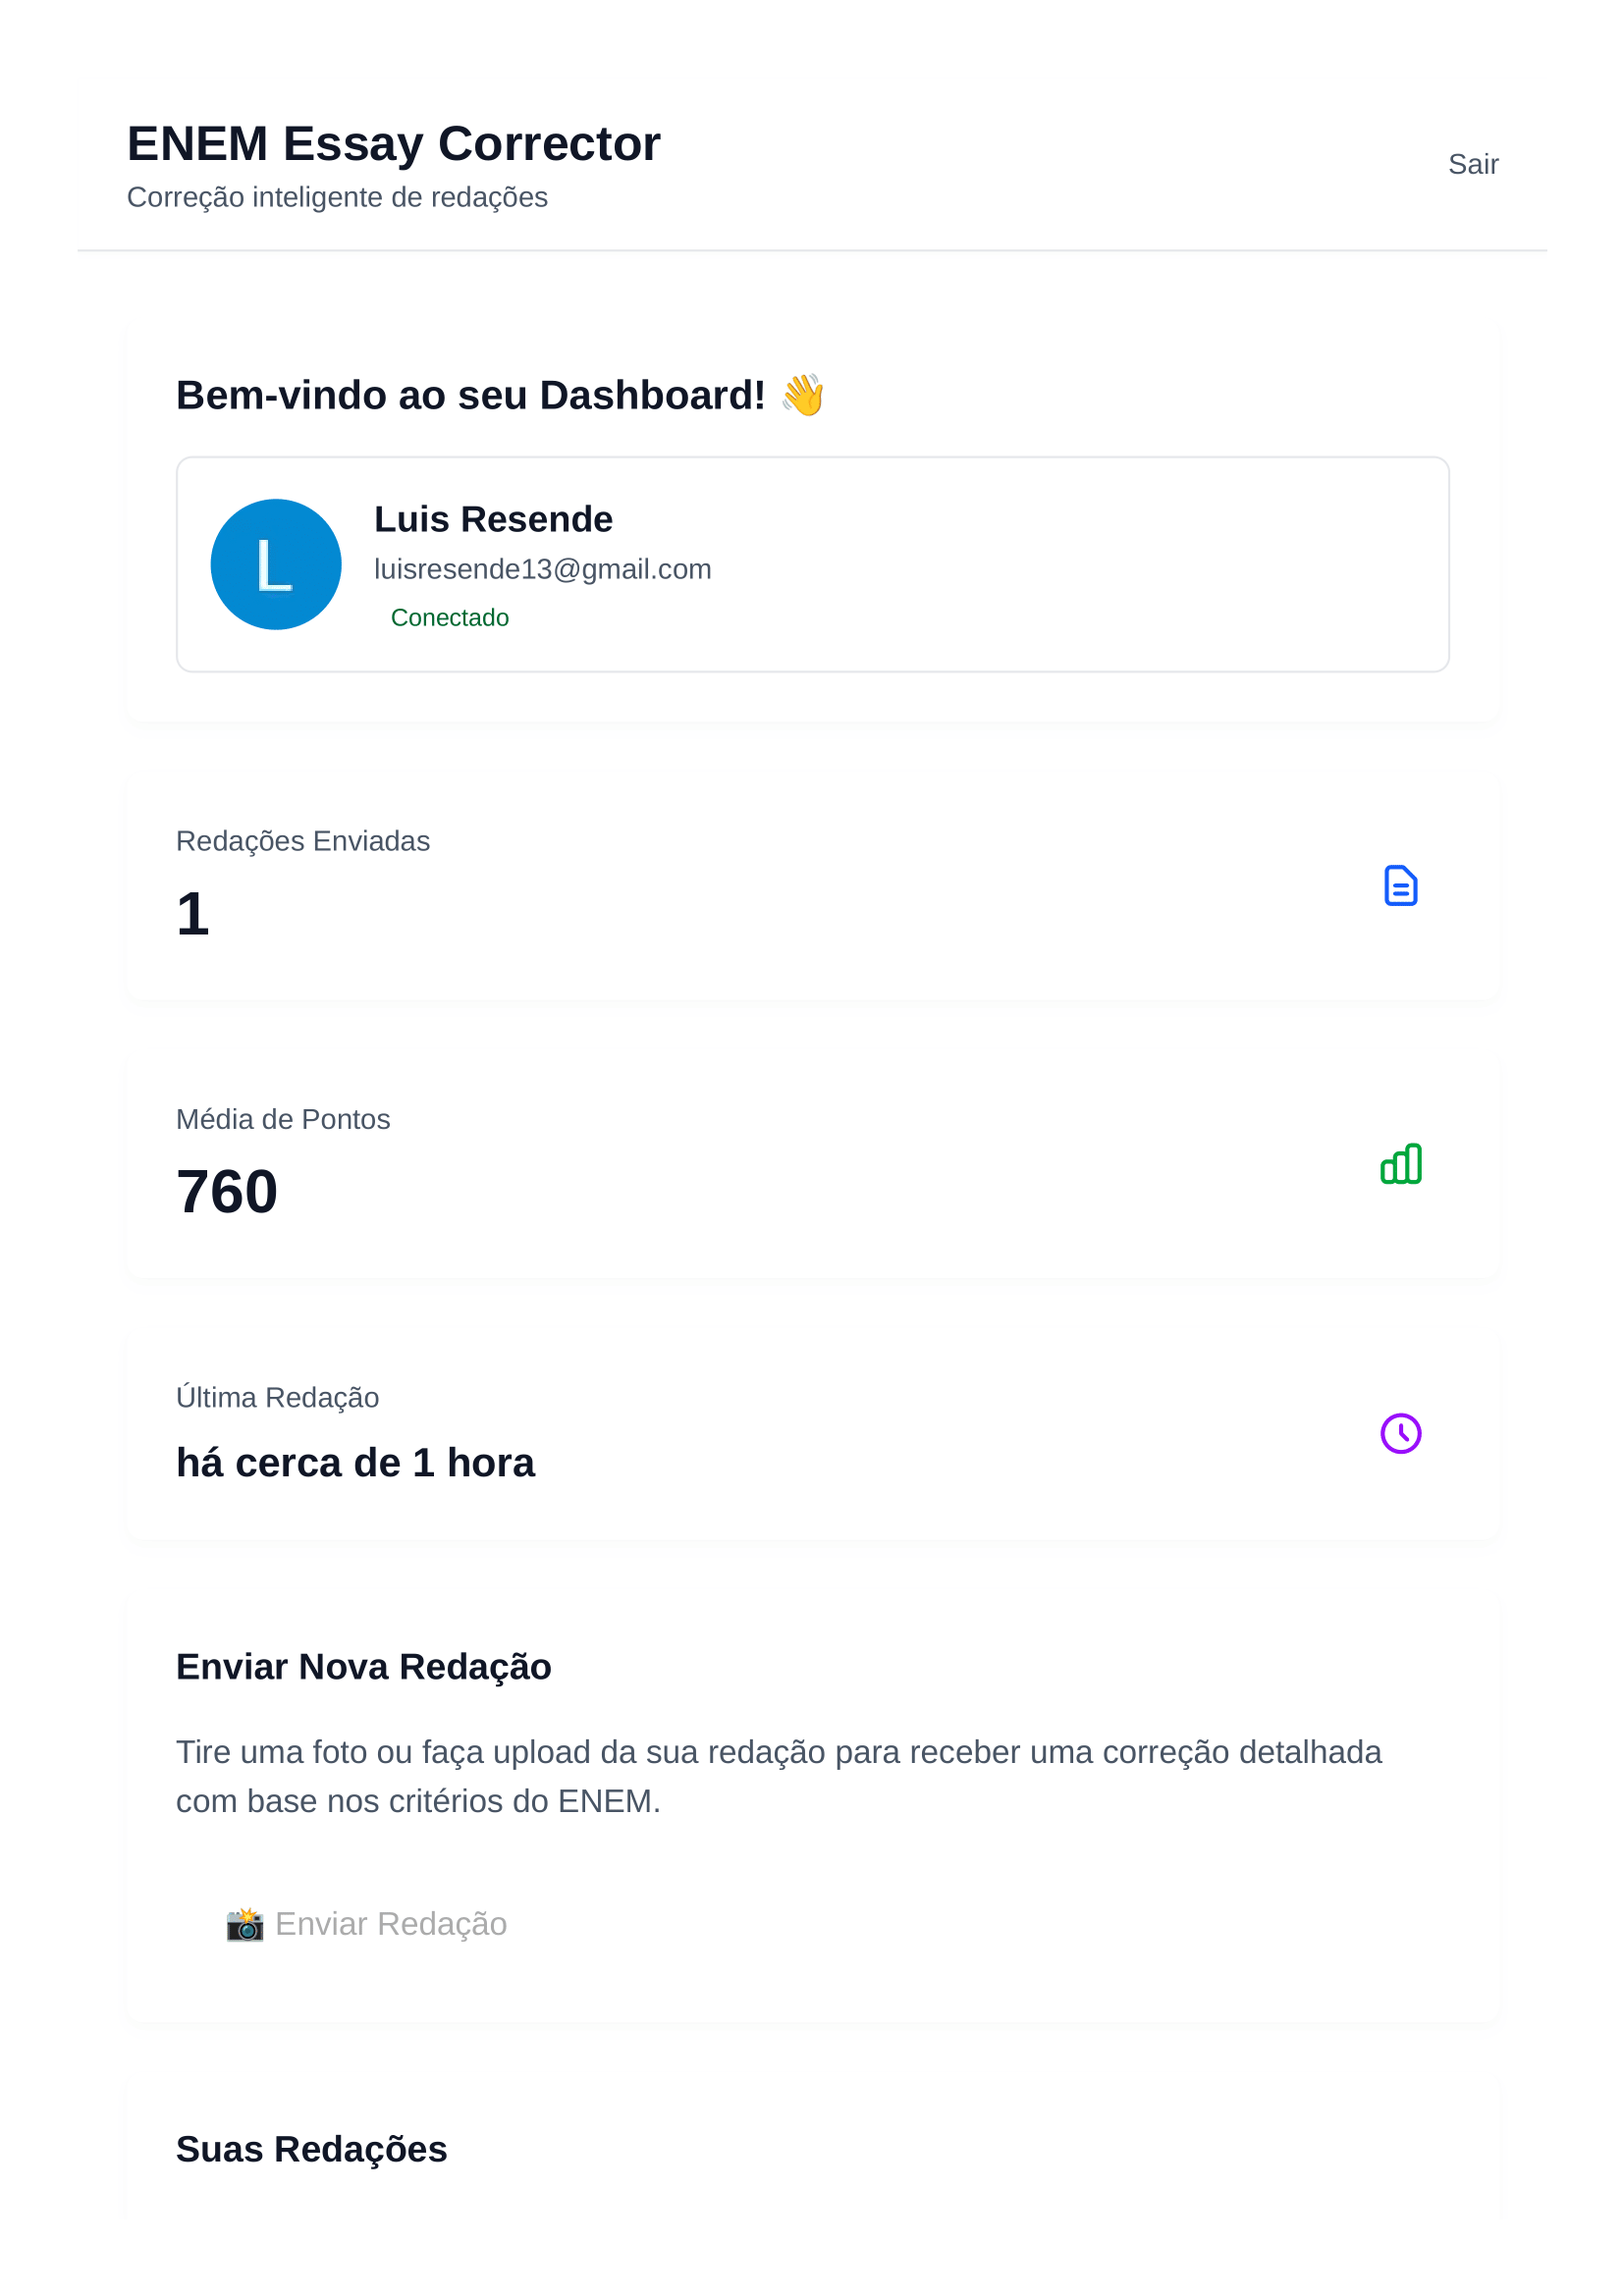 ENEM Essay Corrector
Correção inteligente de redações
Sair
Bem-vindo ao seu Dashboard! 👋
L
Luis Resende
luisresende13@gmail.com
Conectado
Redações Enviadas
1
Média de Pontos
760
Última Redação
há cerca de 1 hora
Enviar Nova Redação
Tire uma foto ou faça upload da sua redação para receber uma correção detalhada
com base nos critérios do ENEM.
📸 Enviar Redação
Suas Redações